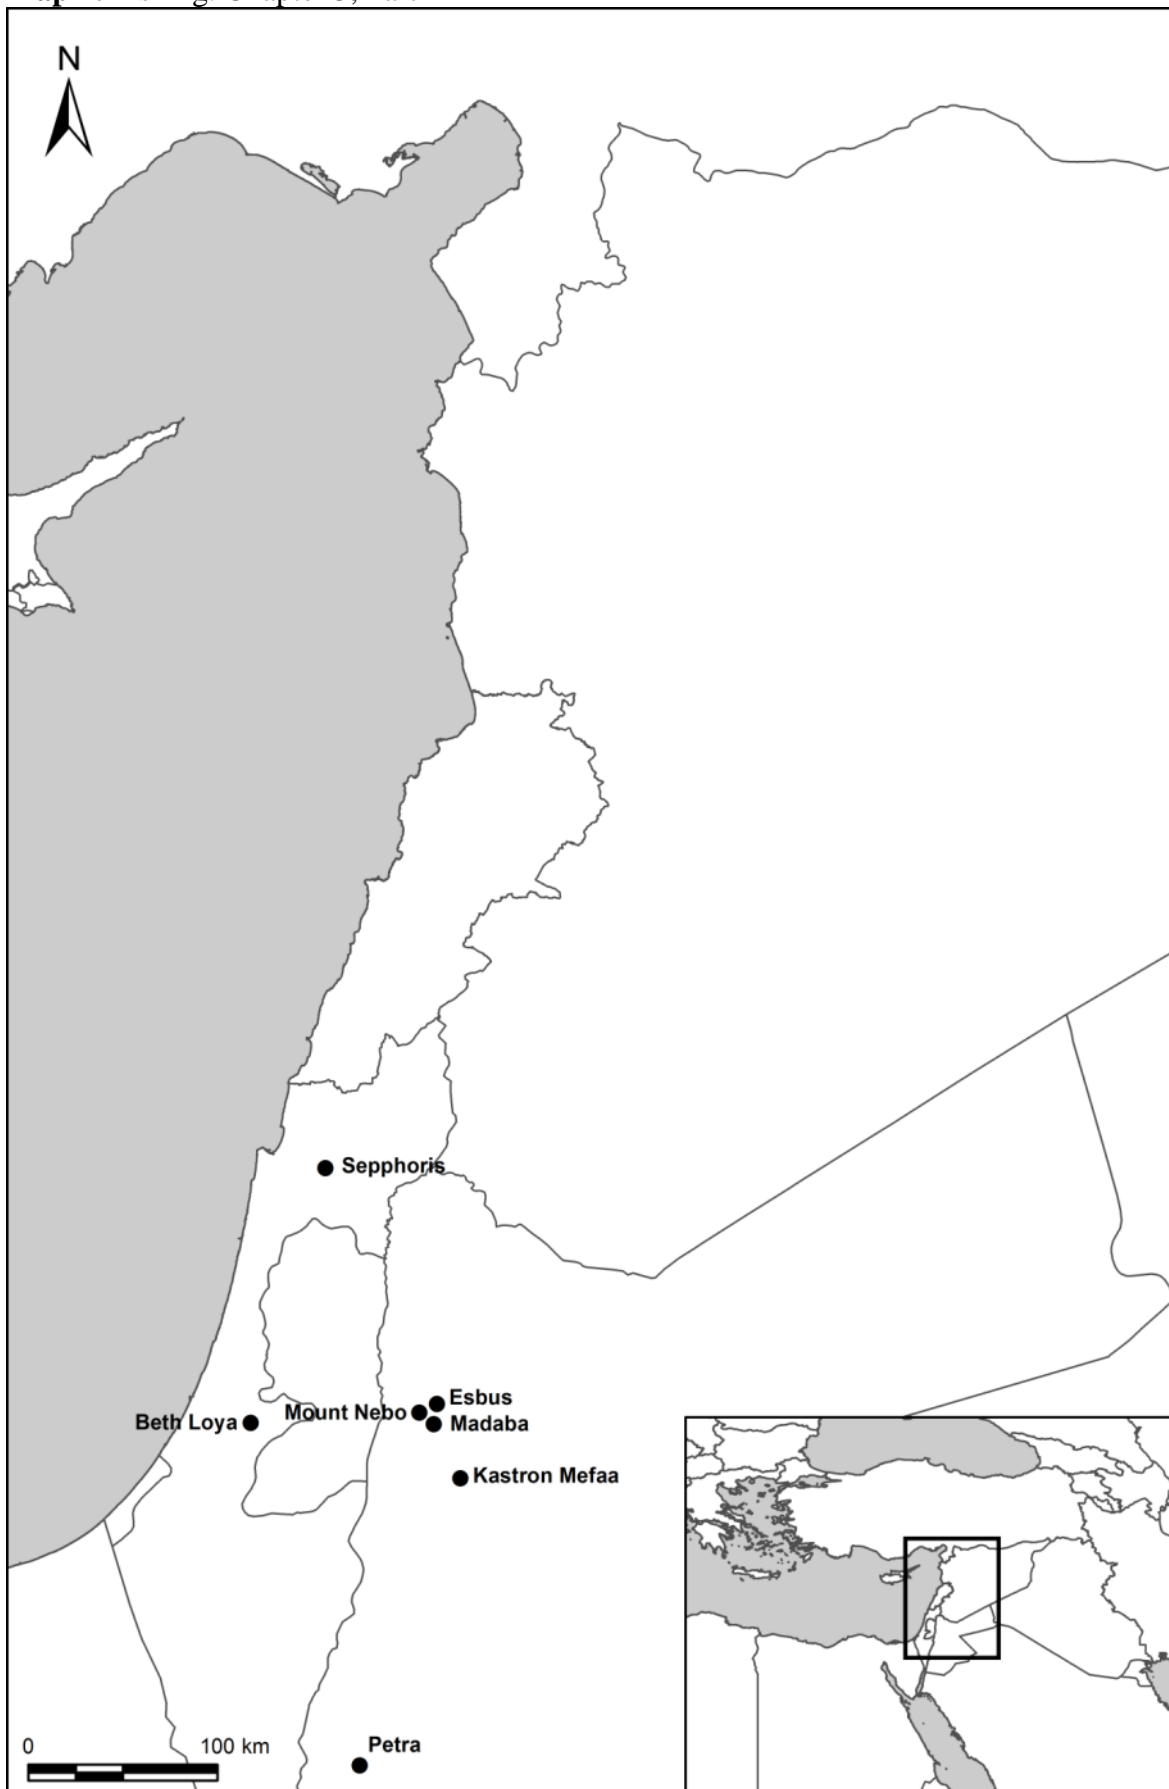 N
Sepphoris
Esbus
Mount Nebo
Beth Loya
Madaba
Kastron Mefaa
0 100 km
Petra